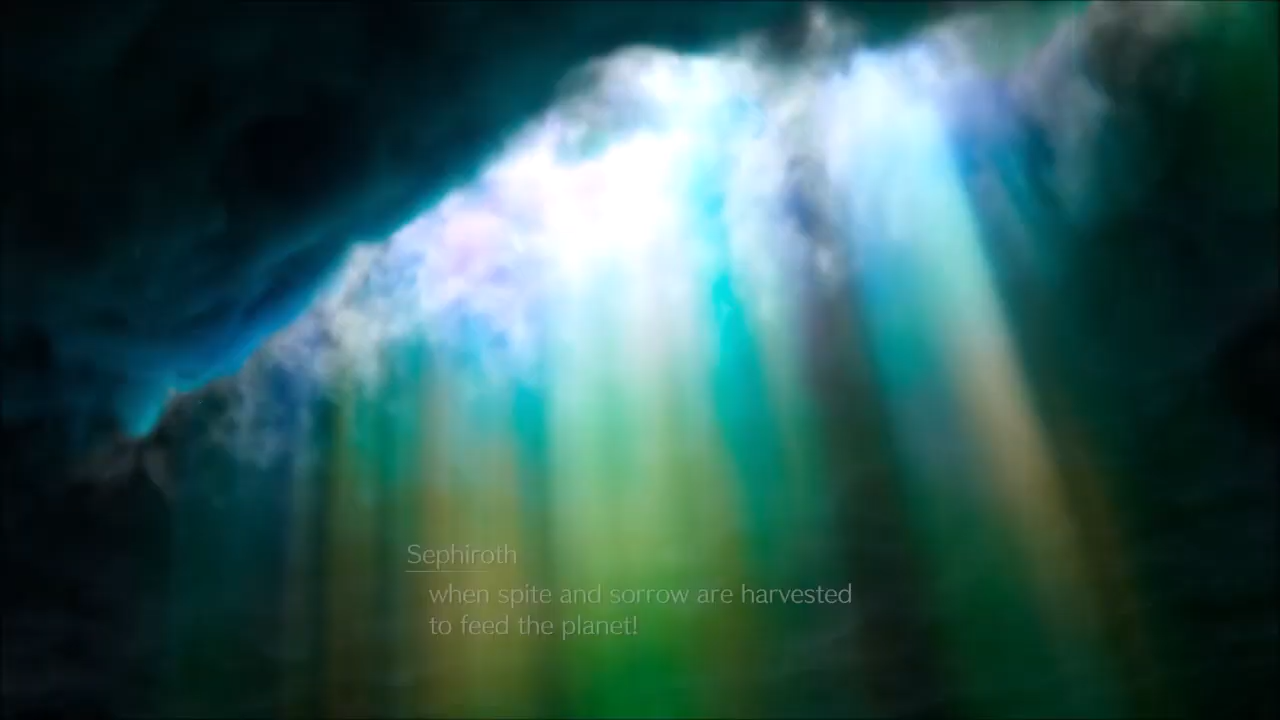 Sephiroth
when spite and sorrow are harvested
to feed the planet!